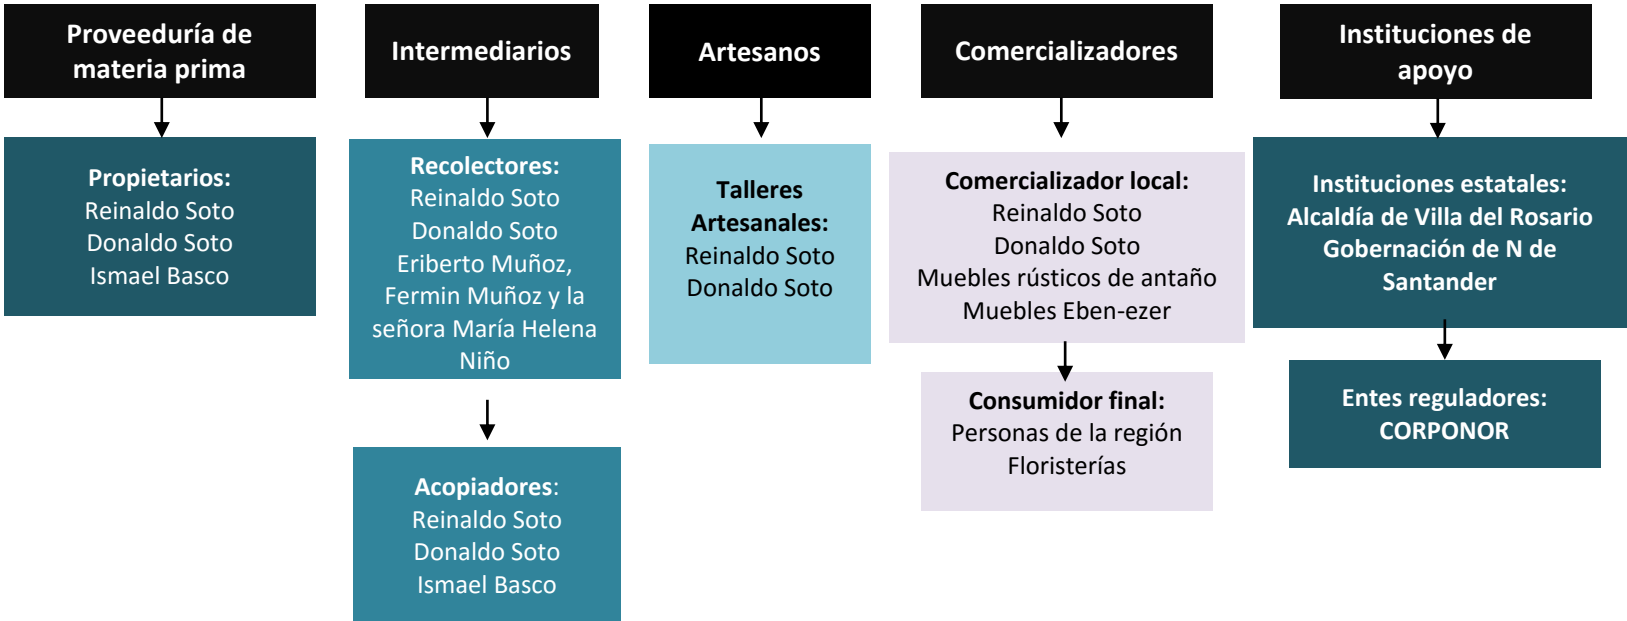 Proveeduría de
materia prima
Propietarios:
Reinaldo Soto
Donaldo Soto
Ismael Basco
Intermediarios
Recolectores:
Reinaldo Soto
Donaldo Soto
Eriberto Muñoz,
Fermin Muñoz y la
señora María Helena
Niño
Acopiadores:
Reinaldo Soto
Donaldo Soto
Ismael Basco
Artesanos
Talleres
Artesanales:
Reinaldo Soto
Donaldo Soto
Comercializadores
Comercializador local:
Reinaldo Soto
Donaldo Soto
Muebles rústicos de antaño
Muebles Eben-ezer
Consumidor final:
Personas de la región
Floristerías
Instituciones de
apoyo
Instituciones estatales:
Alcaldía de Villa del Rosario
Gobernación de N de
Santander
Entes reguladores:
CORPONOR